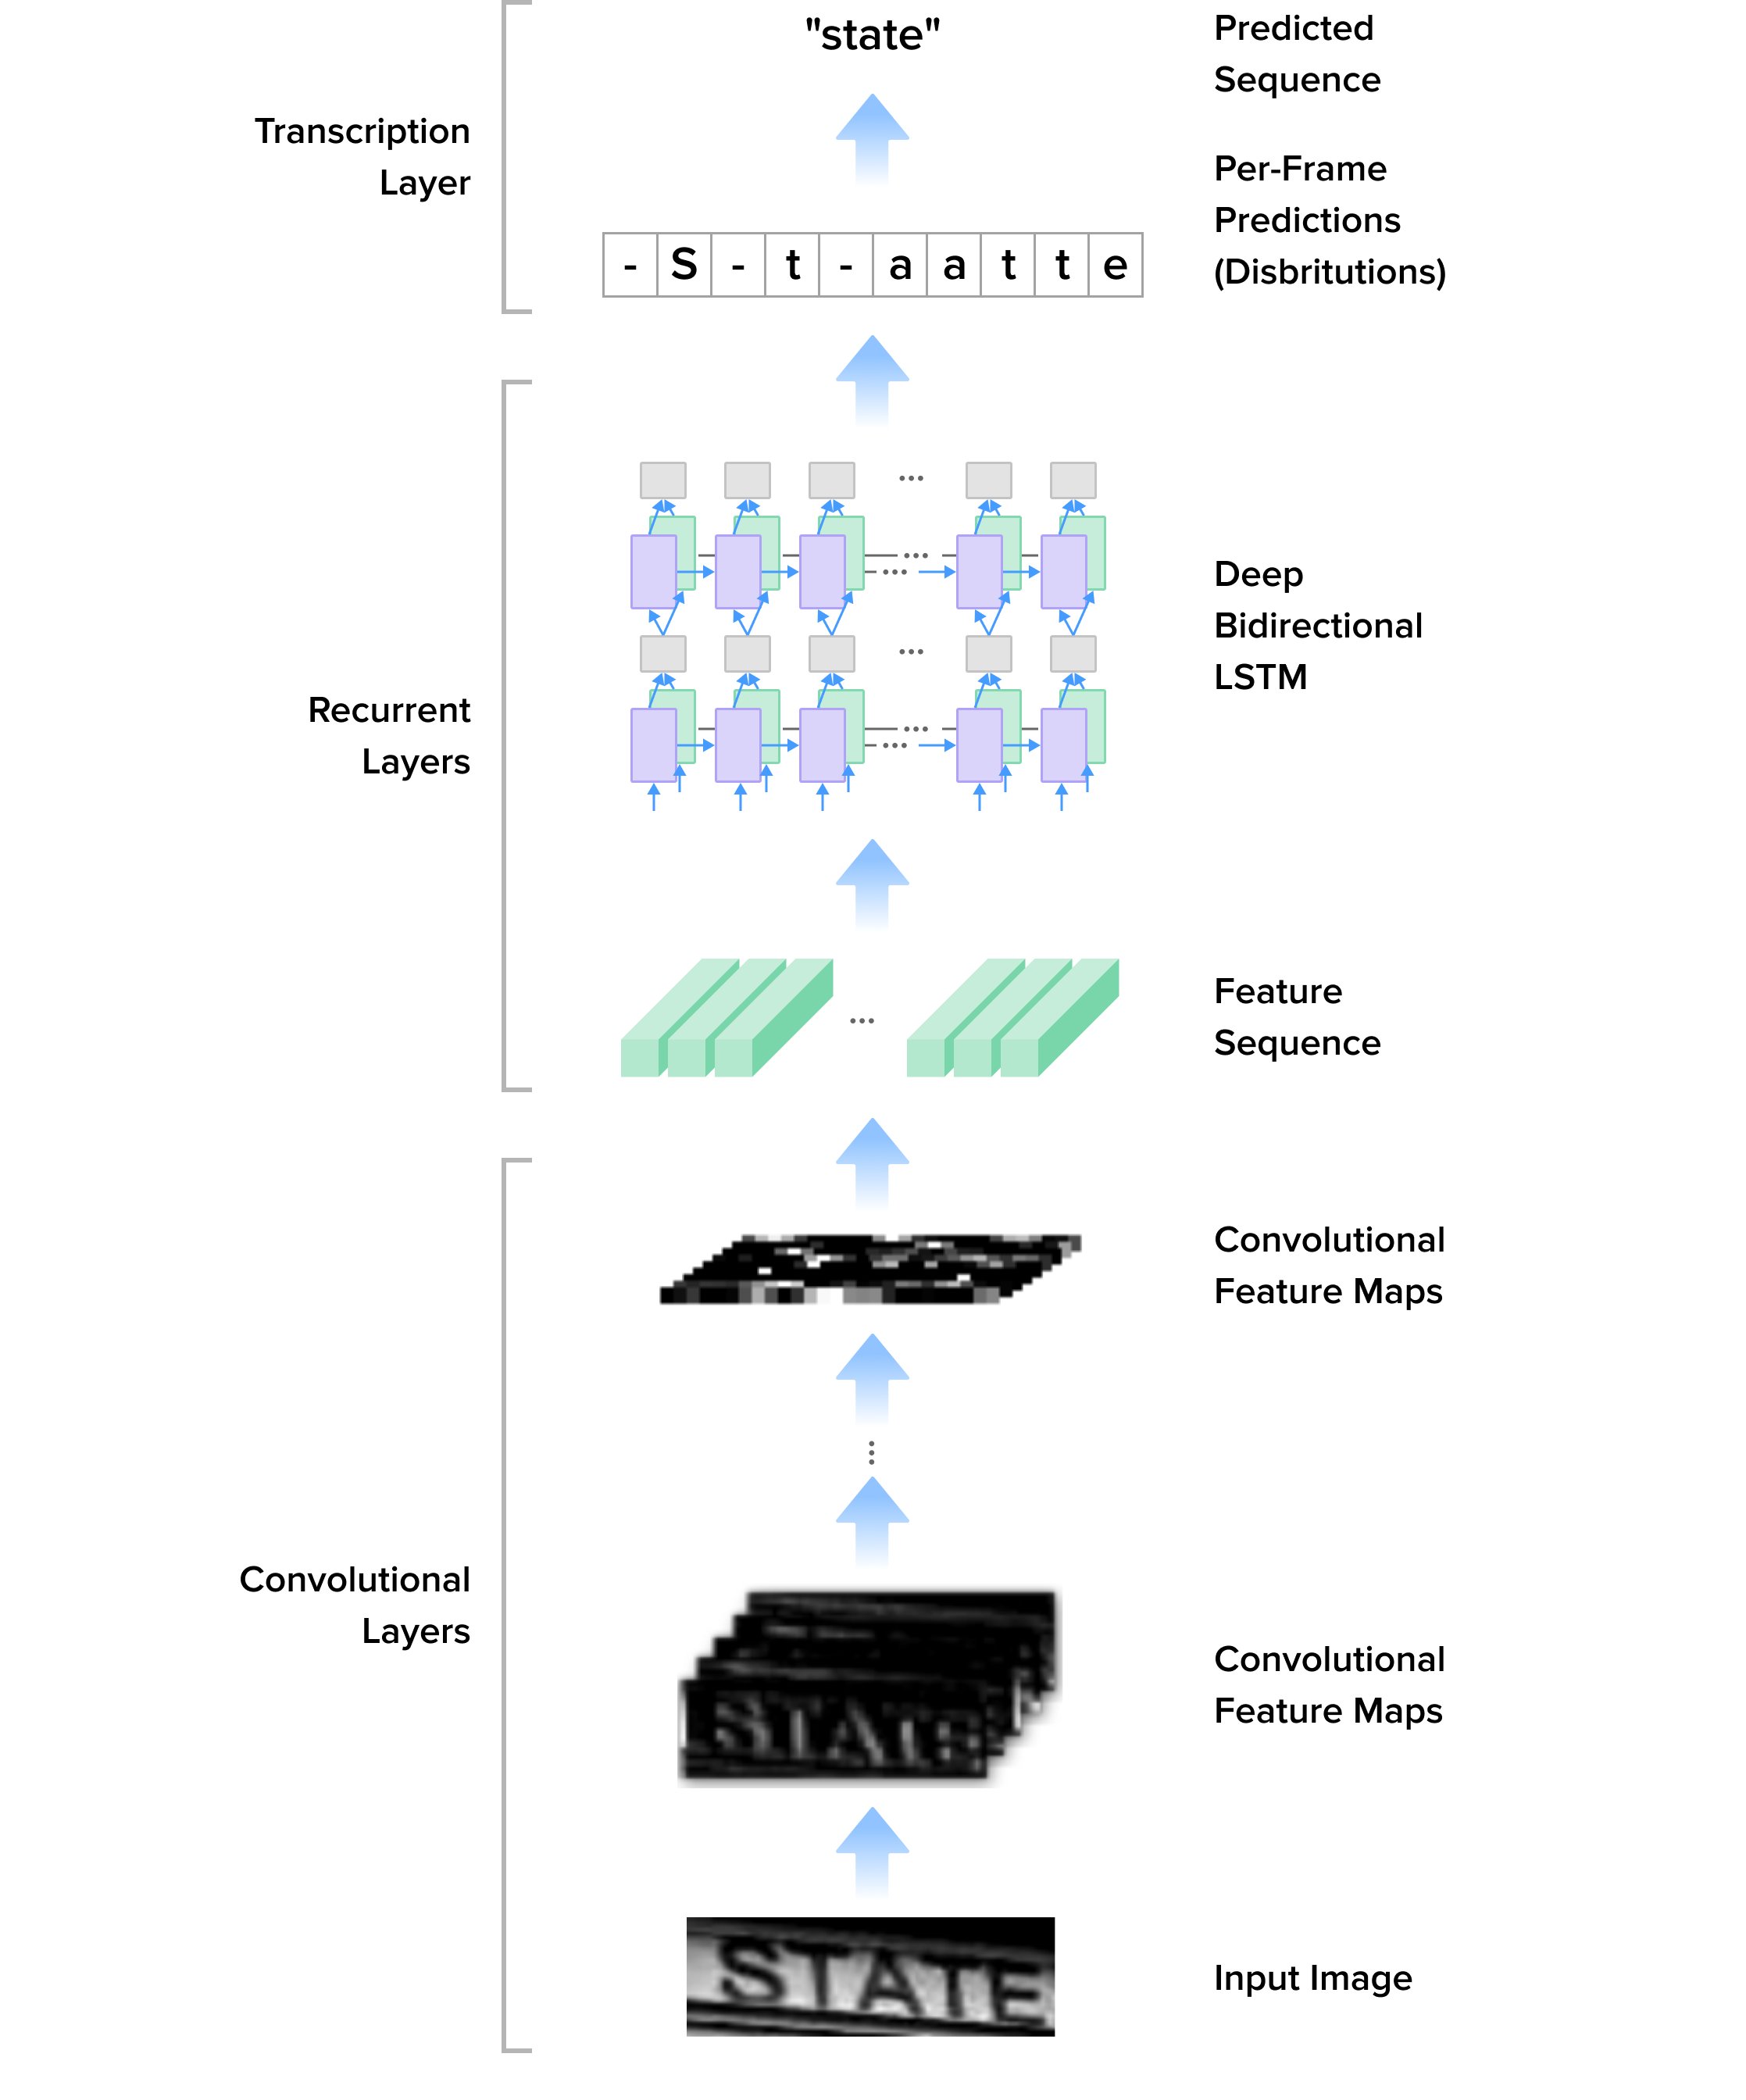 "state"
Predicted
Sequence
Transcription
Layer
Per-Frame
Predictions
(Disbritutions)
- S - t - a a t t e
Deep
Bidirectional
LSTM
Recurrent
Layers
...
...
Feature
Sequence
...
Convolutional
Feature Maps
Convolutional
Layers
STATE
Convolutional
Feature Maps
STATE
Input Image